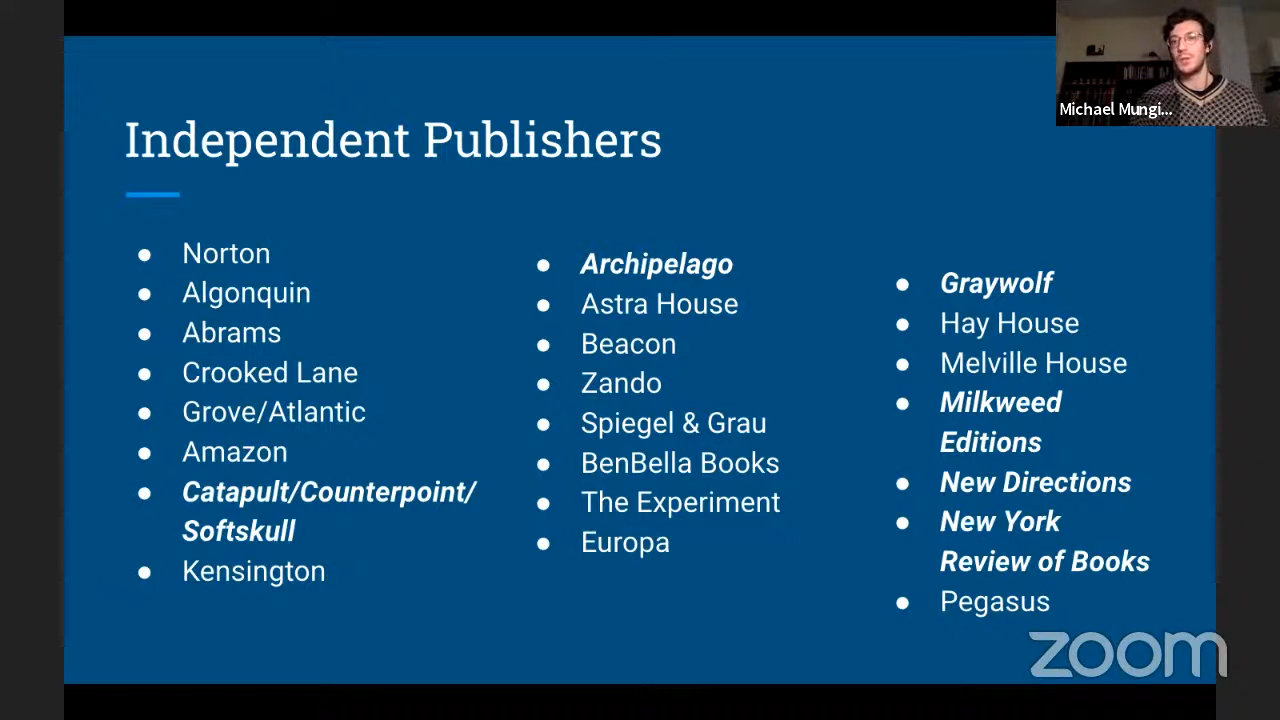 Michael Mungi...
Independent Publishers
Norton
Algonquin
Abrams
Crooked Lane
Grove/Atlantic
Amazon
Catapult/Counterpoint/
Softskull
Kensington
Archipelago
Astra House
Beacon
Zando
Spiegel & Grau
BenBella Books
The Experiment
Europa
Graywolf
Hay House
Melville House
Milkweed
Editions
New Directions
New York
Review of Books
Pegasus
zoom